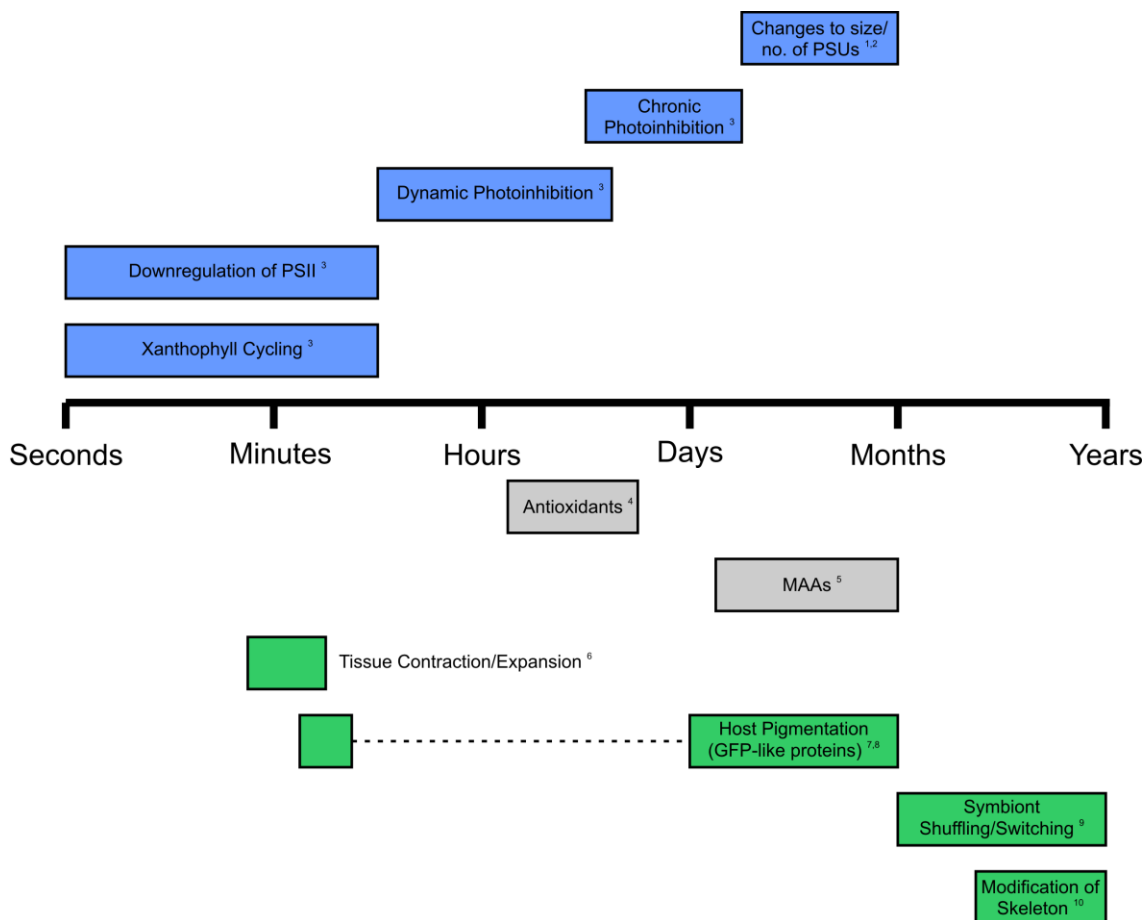 Changes to size/
no. of PSUs 1,2
Chronic
Photoinhibition 3
Dynamic Photoinhibition 3
Downregulation of PSII 3
Xanthophyll Cycling 3
Seconds Minutes Hours Days Months Years
Antioxidants 4
MAAs 5
Tissue Contraction/Expansion 6
Host Pigmentation
(GFP-like proteins) 7,8
Symbiont
Shuffling/Switching 9
Modification of
Skeleton 10